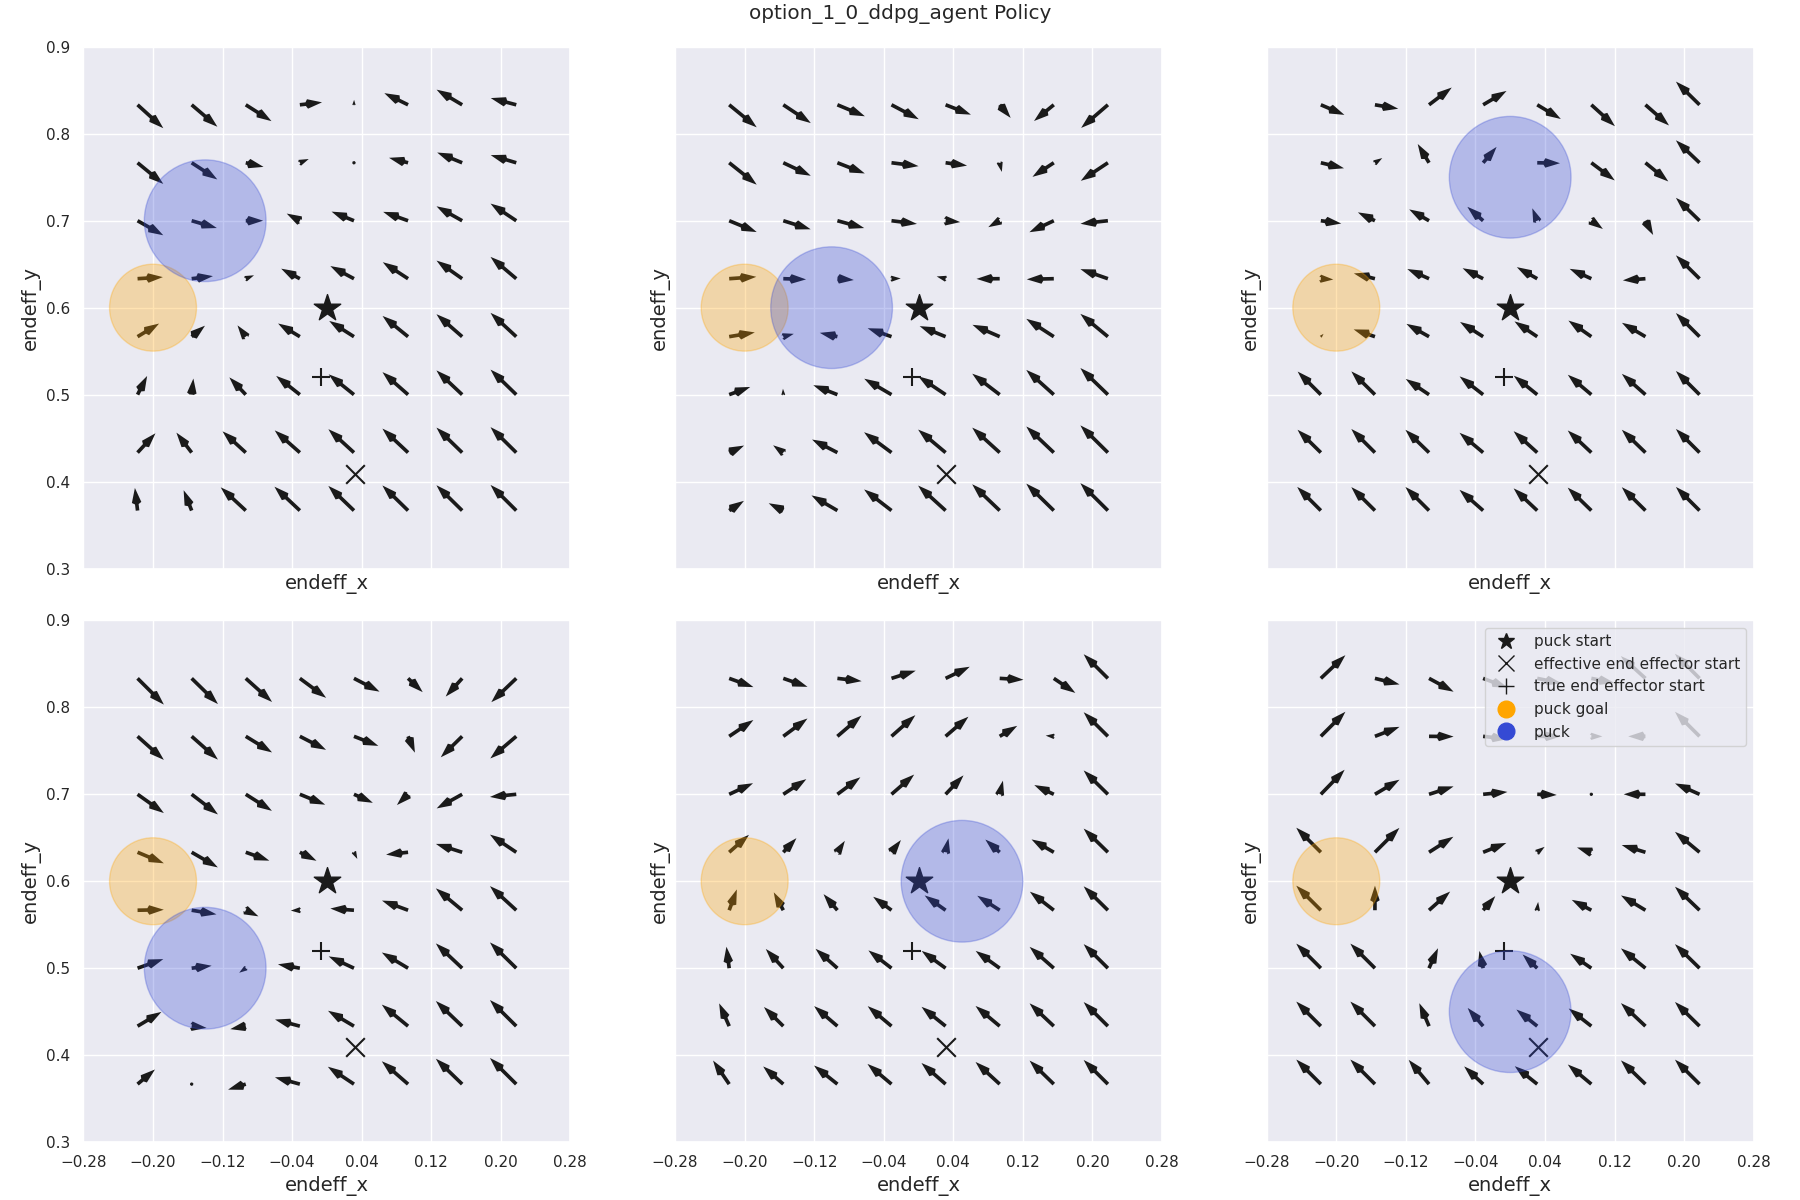 option_1_0_ddpg_agent Policy
0.9
0.8
0.7
0.6
0.5
0.4
0.3
endeff_y
endeff_x
endeff_y
endeff_x
endeff_y
endeff_x
0.9
0.8
0.7
0.6
0.5
0.4
0.3
endeff_y
−0.28 −0.20 −0.12 −0.04 0.04 0.12 0.20 0.28
endeff_x
endeff_y
−0.28 −0.20 −0.12 −0.04 0.04 0.12 0.20 0.28
endeff_x
endeff_y
puck start
effective end effector start
true end effector start
puck goal
puck
−0.28 −0.20 −0.12 −0.04 0.04 0.12 0.20 0.28
endeff_x